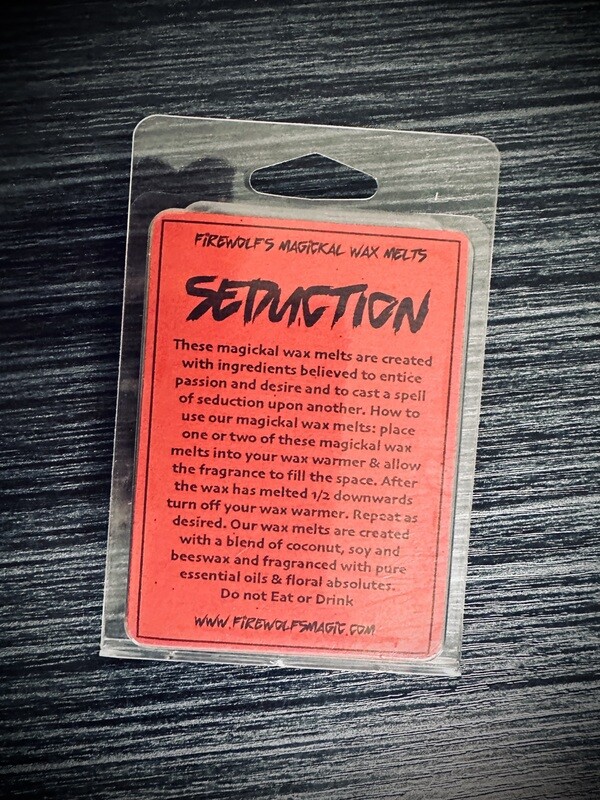 FIREWOLF'S MAGICKAL WAX MELTS
SEDUCTION
These magickal wax melts are created
with ingredients believed to entice
passion and desire and to cast a spell
of seduction upon another. How to
use our magickal wax melts: place
one or two of these magickal wax
melts into your wax warmer & allow
the fragrance to fill the space. After
the wax has melted 1/2 downwards
turn off your wax warmer. Repeat as
desired. Our wax melts are created
with a blend of coconut, soy and
beeswax and fragranced with pure
essential oils & floral absolutes.
Do not Eat or Drink
WWW.FIREWOLFSMAGIC.COM